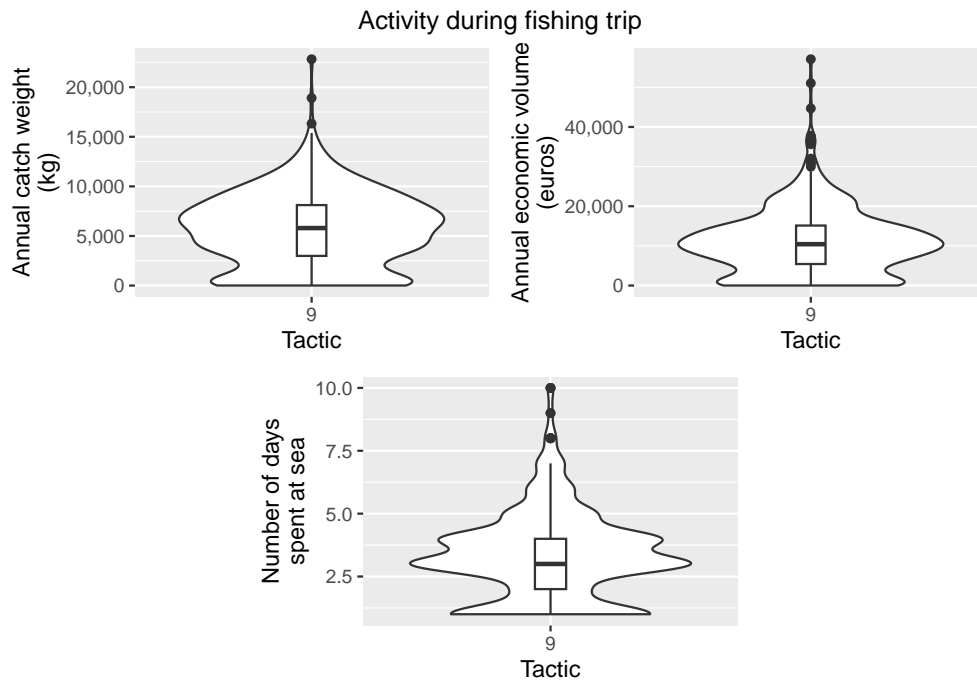 Activity during fishing trip
Annual catch weight
(kg)
20,000
15,000
10,000
5,000
0
9
Tactic
Annual economic volume
(euros)
40,000
20,000
0
9
Tactic
Number of days
spent at sea
10.0
7.5
5.0
2.5
9
Tactic